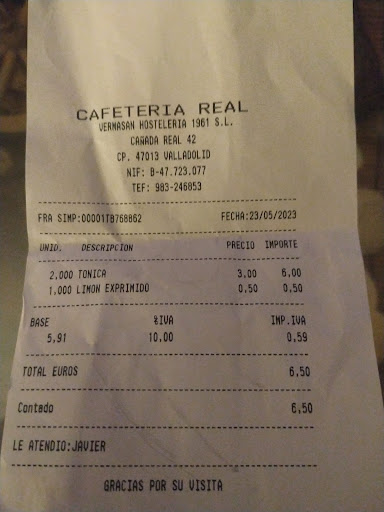 CAFETERIA REAL
VERMASAN HOSTELERIA 1961 S.L.
CAÑADA REAL 42
CP. 47013 VALLADOLID
NIF: B-47.723.077
TEF: 983-246853
FRA SIMP:00001TB768862 FECHA:23/05/2023
UNID. DESCRIPCION PRECIO IMPORTE
2,000 TONICA 3,00 6,00
1,000 LIMON EXPRIMIDO 0,50 0,50
BASE %IVA IMP.IVA
5,91 10,00 0,59
TOTAL EUROS 6,50
Contado 6,50
LE ATENDIO:JAVIER
GRACIAS POR SU VISITA